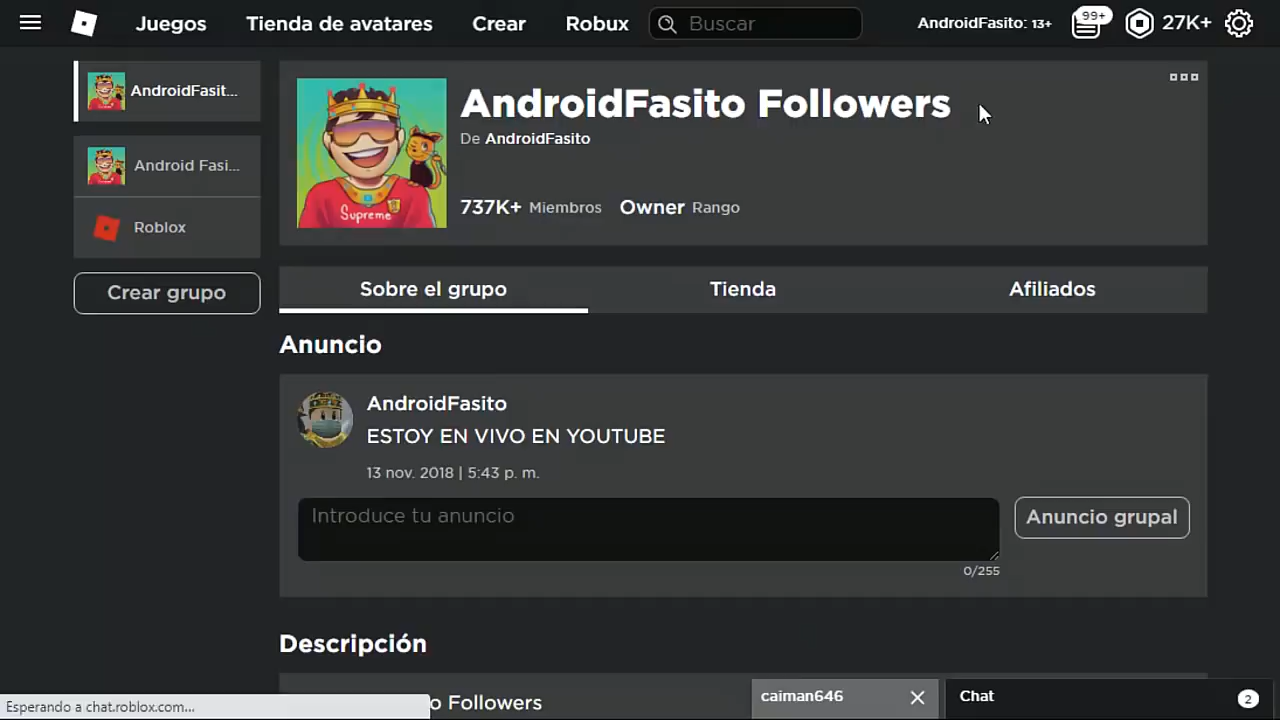 Juegos Tienda de avatares Crear Robux Buscar AndroidFasito: 13+ 99+ 27K+
AndroidFasit...
Android Fasi...
Roblox
Crear grupo
Supreme
AndroidFasito Followers
De AndroidFasito
737K+ Miembros Owner Rango
Sobre el grupo Tienda Afiliados
Anuncio
AndroidFasito
ESTOY EN VIVO EN YOUTUBE
13 nov. 2018 | 5:43 p. m.
Introduce tu anuncio
Anuncio grupal
0/255
Descripción
o Followers
caiman646
Chat 2
Esperando a chat.roblox.com...